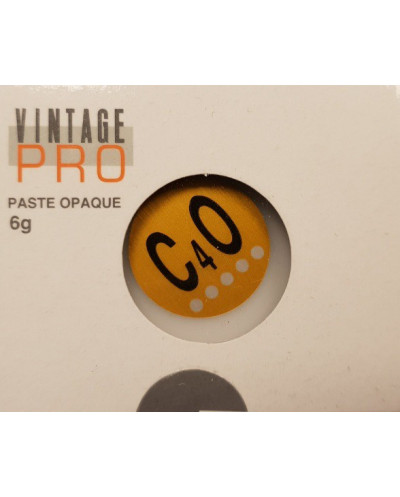 VINTAGE
PRO
PASTE OPAQUE
6g
C4O